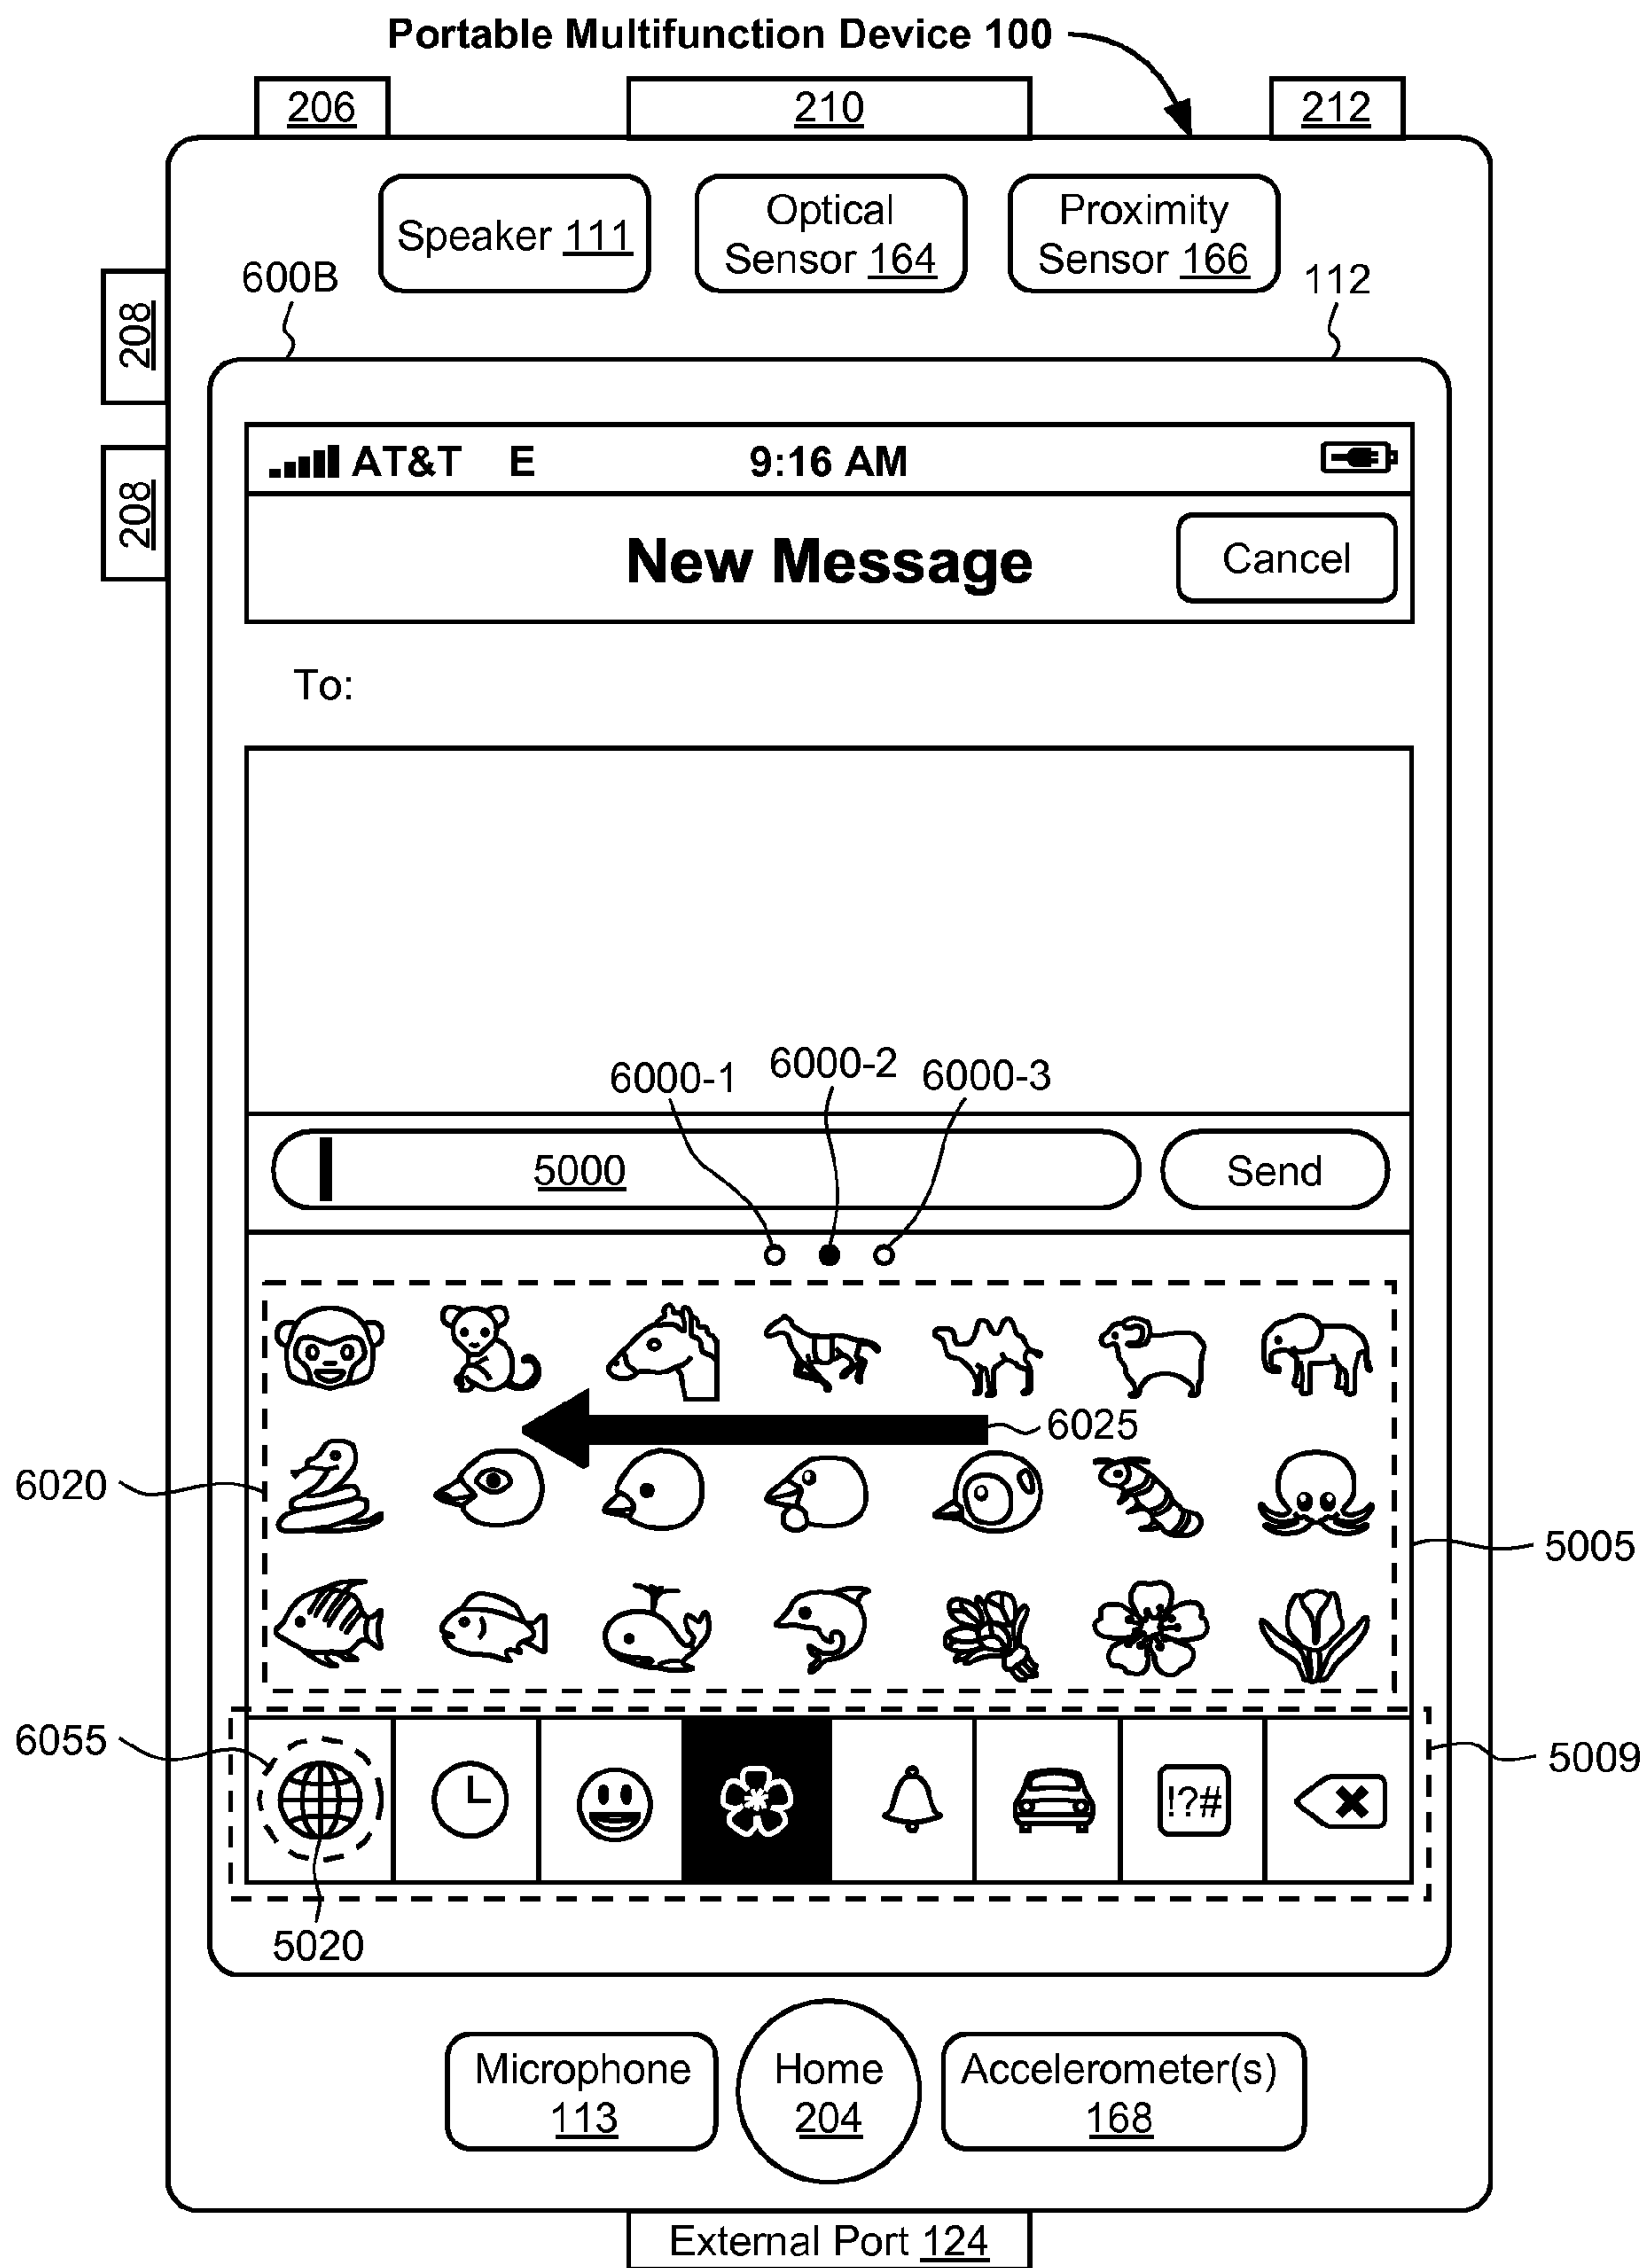 Portable Multifunction Device 100
206
210
212
Speaker 111
Optical
Sensor 164
Proximity
Sensor 166
600B
112
208
208
AT&T E 9:16 AM
New Message
Cancel
To:
6000-1
6000-2
6000-3
5000
Send
6025
6020
5005
6055
5009
!?#
5020
Microphone
113
Home
204
Accelerometer(s)
168
External Port 124